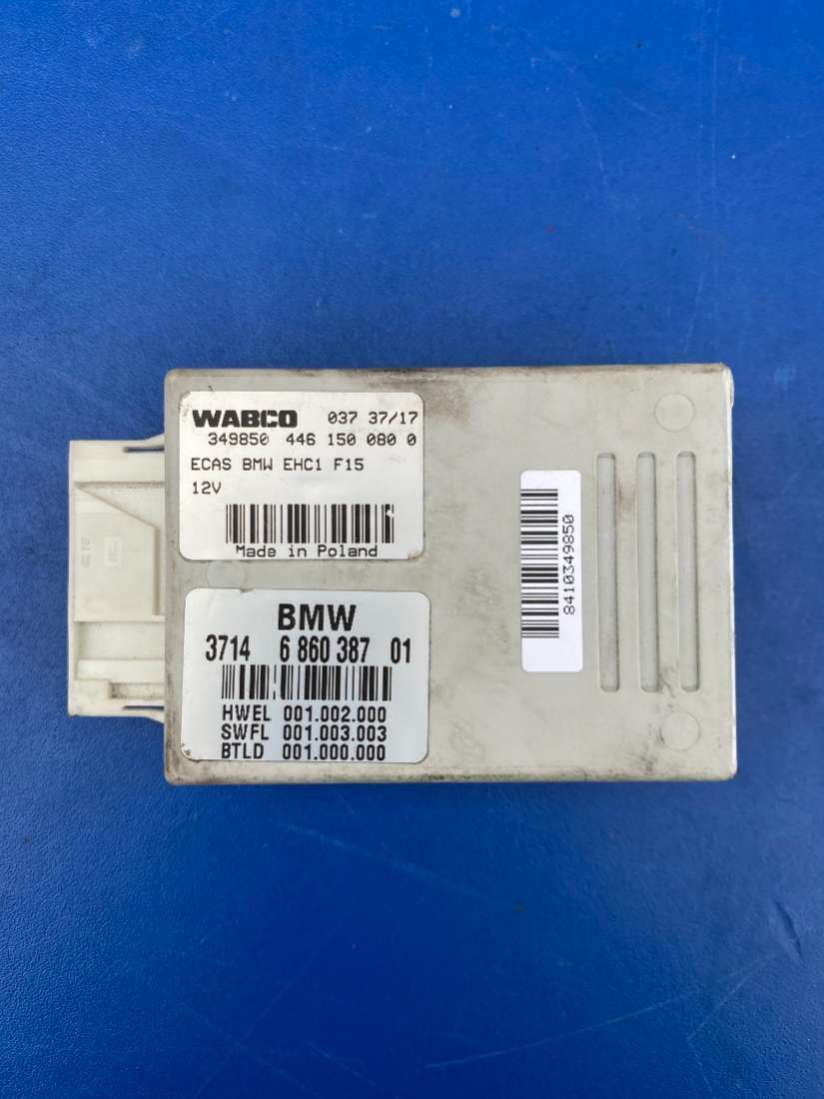 WABCO 037 37/17
349850 446 150 080 0
ECAS BMW EHC1 F15
12V
Made in Poland
BMW
3714 6 860 387 01
HWEL 001.002.000
SWFL 001.003.003
BTLD 001.000.000
8410349850